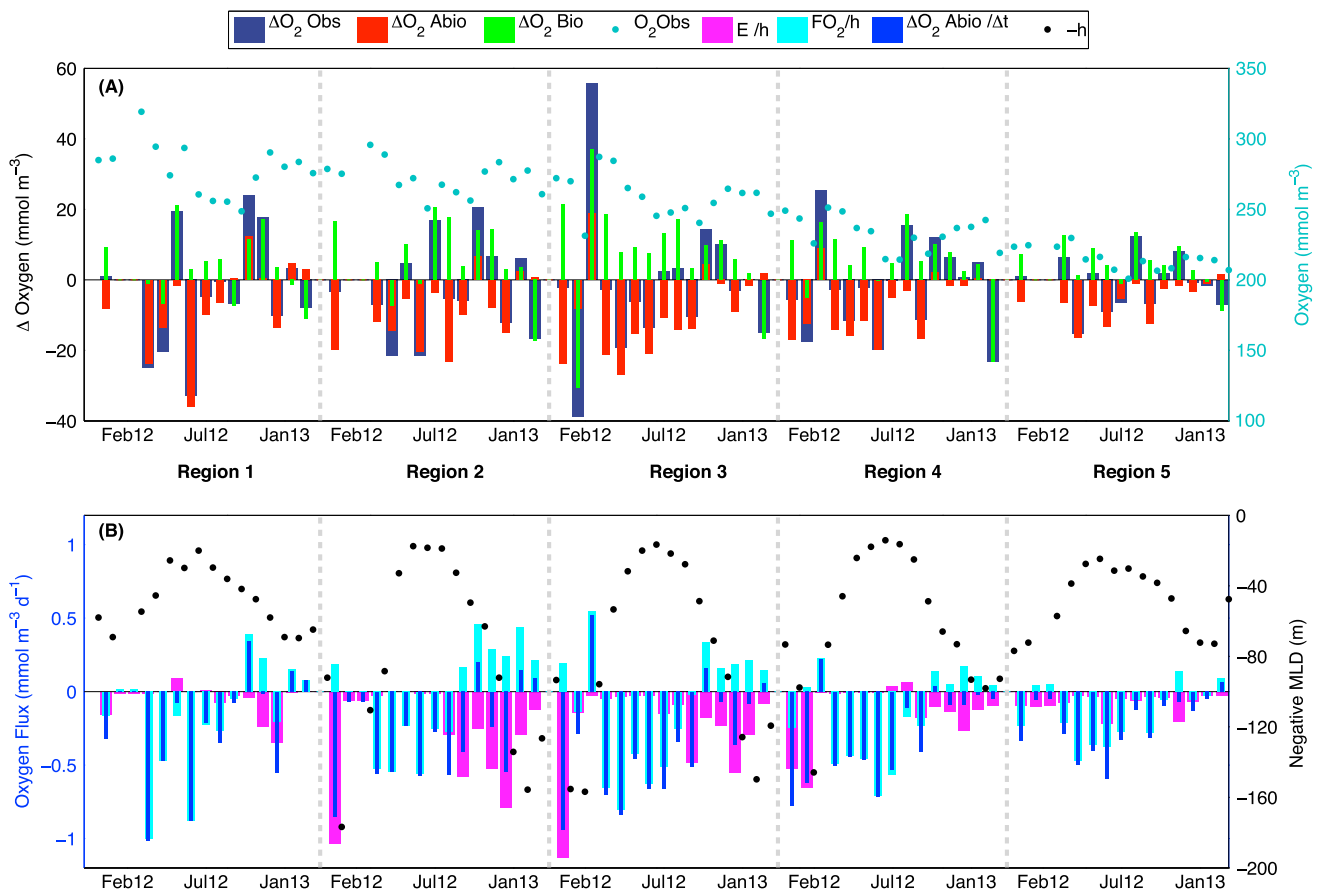 ΔO2 Obs ΔO2 Abio ΔO2 Bio O2Obs E /h FO2/h ΔO2 Abio /Δt −h
(A)
60
40
20
0
−20
−40
Δ Oxygen (mmol m−3)
350
300
250
200
150
100
Oxygen (mmol m−3)
Feb12 Jul12 Jan13 Feb12 Jul12 Jan13 Feb12 Jul12 Jan13 Feb12 Jul12 Jan13 Feb12 Jul12 Jan13
Region 1 Region 2 Region 3 Region 4 Region 5
(B)
1
0.5
0
−0.5
−1
Oxygen Flux (mmol m−3 d−1)
0
−40
−80
−120
−160
−200
Negative MLD (m)
Feb12 Jul12 Jan13 Feb12 Jul12 Jan13 Feb12 Jul12 Jan13 Feb12 Jul12 Jan13 Feb12 Jul12 Jan13